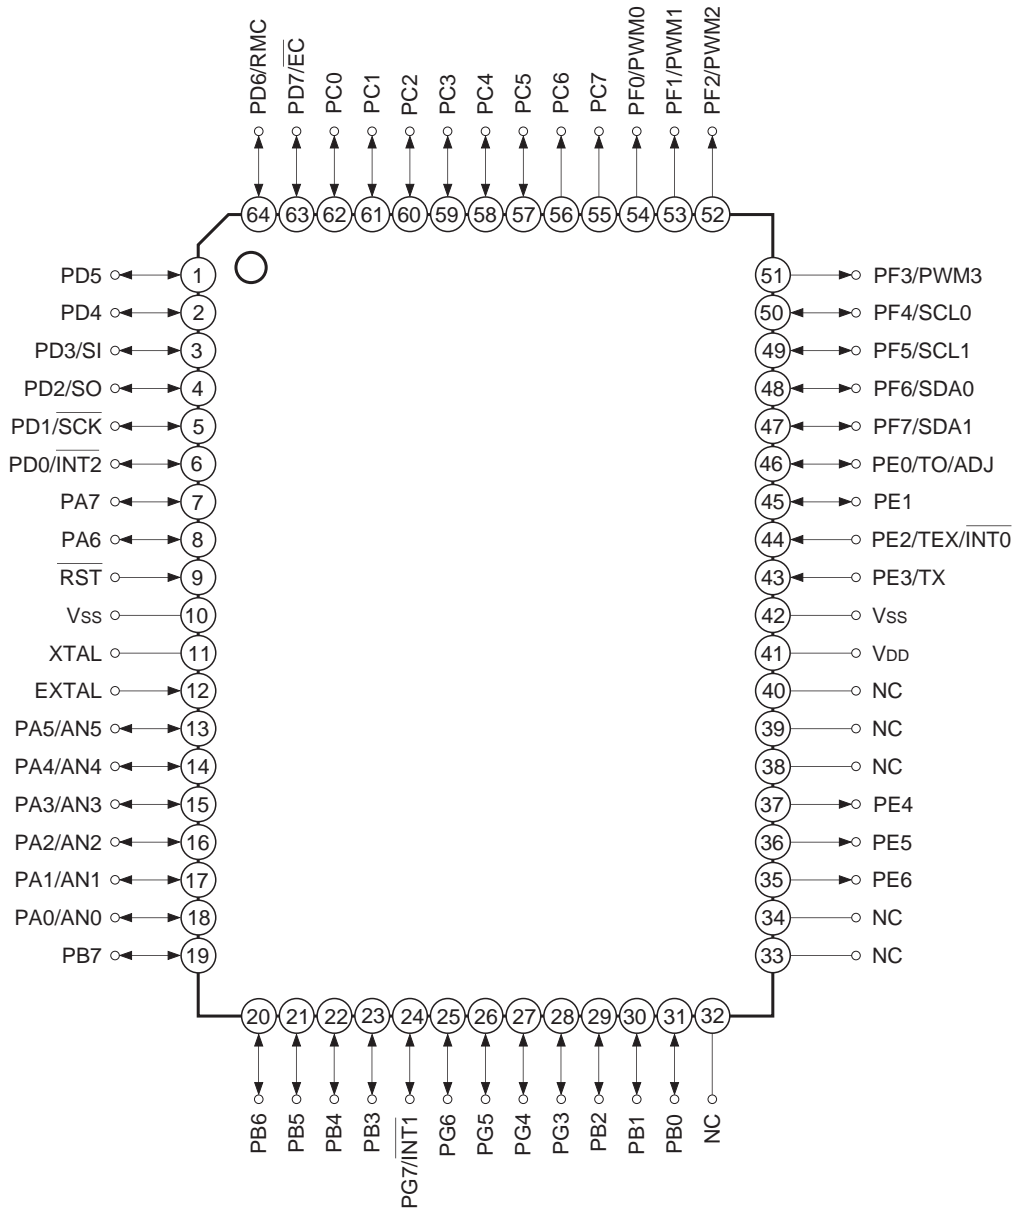 PD6/RMC
PD7/EC
PC0
PC1
PC2
PC3
PC4
PC5
PC6
PC7
PF0/PWM0
PF1/PWM1
PF2/PWM2
64
63
62
61
60
59
58
57
56
55
54
53
52
PD5 1
PD4 2
PD3/SI 3
PD2/SO 4
PD1/SCK 5
PD0/INT2 6
PA7 7
PA6 8
RST 9
VSS 10
XTAL 11
EXTAL 12
PA5/AN5 13
PA4/AN4 14
PA3/AN3 15
PA2/AN2 16
PA1/AN1 17
PA0/AN0 18
PB7 19
51 PF3/PWM3
50 PF4/SCL0
49 PF5/SCL1
48 PF6/SDA0
47 PF7/SDA1
46 PE0/TO/ADJ
45 PE1
44 PE2/TEX/INT0
43 PE3/TX
42 VSS
41 VDD
40 NC
39 NC
38 NC
37 PE4
36 PE5
35 PE6
34 NC
33 NC
20
21
22
23
24
25
26
27
28
29
30
31
32
PB6
PB5
PB4
PB3
PG7/INT1
PG6
PG5
PG4
PG3
PB2
PB1
PB0
NC